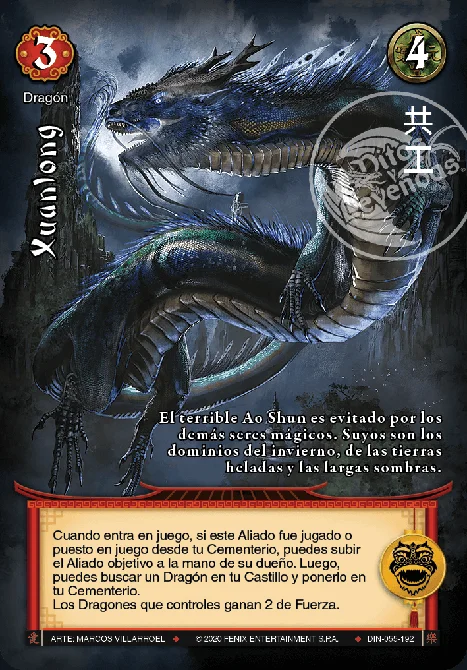 3
4
Dragón
Xuanlong
共工
Mitos y Leyendas
El terrible Ao Shun es evitado por los
demás seres mágicos. Suyos son los
dominios del invierno, de las tierras
heladas y las largas sombras.
Cuando entra en juego, si este Aliado fue jugado o
puesto en juego desde tu Cementerio, puedes subir
el Aliado objetivo a la mano de su dueño. Luego,
puedes buscar un Dragón en tu Castillo y ponerlo en
tu Cementerio.
Los Dragones que controles ganan 2 de Fuerza.
ARTE: MARCOS VILLARROEL ◆ © 2020 FENIX ENTERTAINMENT S.P.A. ◆ DIN-055-192